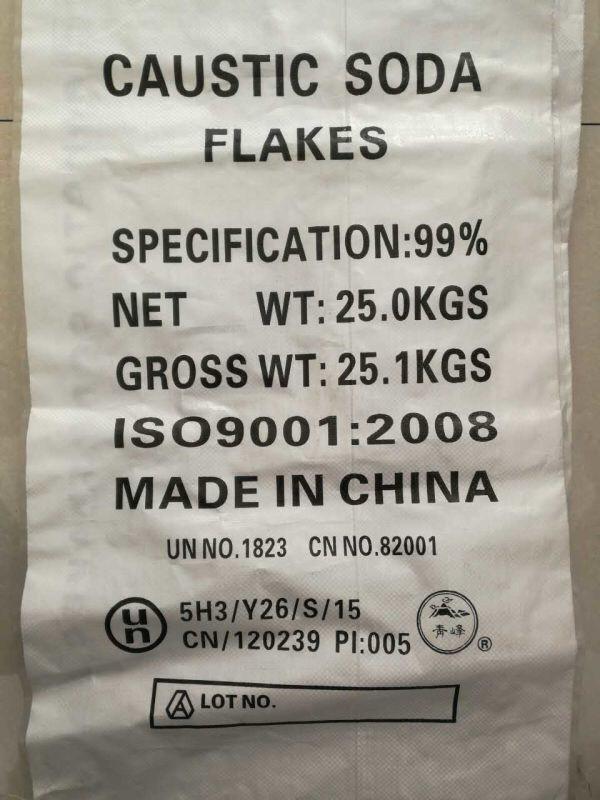 CAUSTIC SODA
FLAKES
SPECIFICATION:99%
NET WT: 25.0KGS
GROSS WT: 25.1KGS
ISO9001:2008
MADE IN CHINA
UN NO.1823 CN NO.82001
un
5H3/Y26/S/15
CN/120239 PI:005
青峰
®
LOT NO.